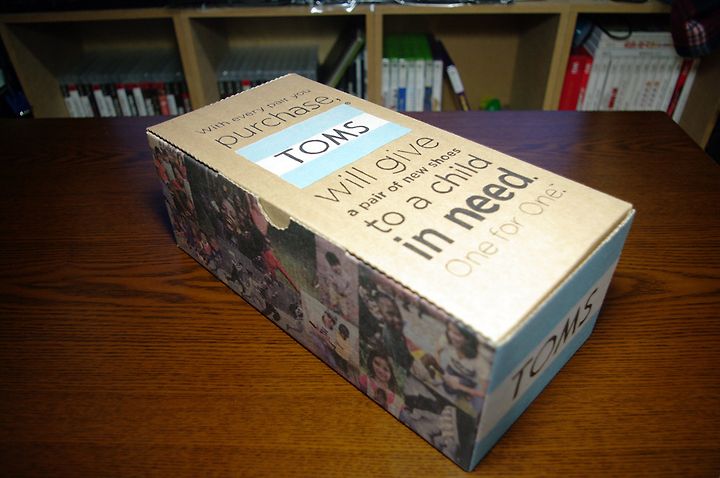 With every pair you
purchase,
TOMS®
will give
a pair of new shoes
to a child
in need.
One for One.™
TOMS